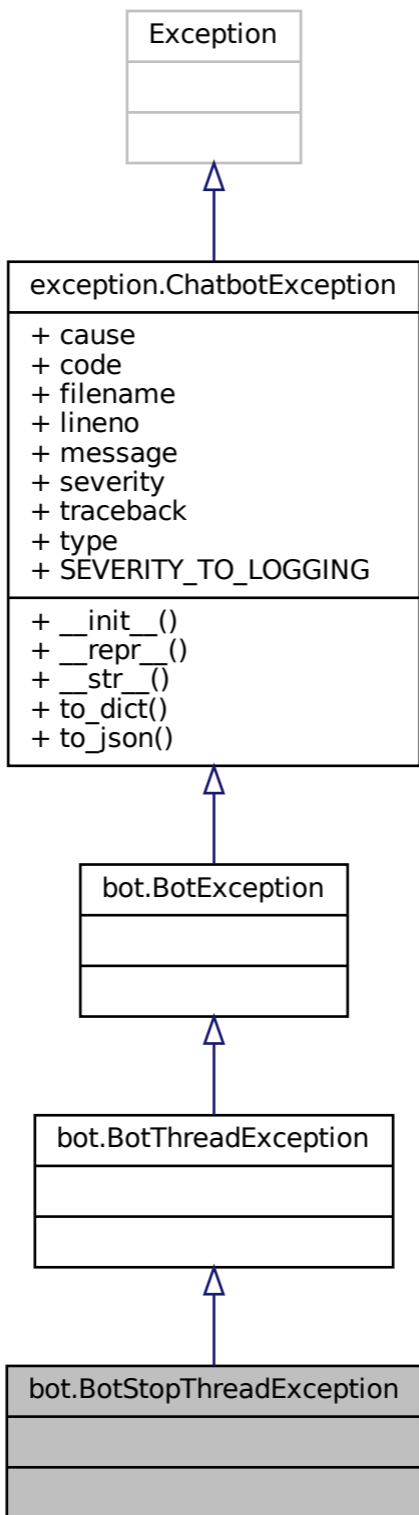 Exception
exception.ChatbotException
+ cause
+ code
+ filename
+ lineno
+ message
+ severity
+ traceback
+ type
+ SEVERITY_TO_LOGGING
+ __init__()
+ __repr__()
+ __str__()
+ to_dict()
+ to_json()
bot.BotException
bot.BotThreadException
bot.BotStopThreadException